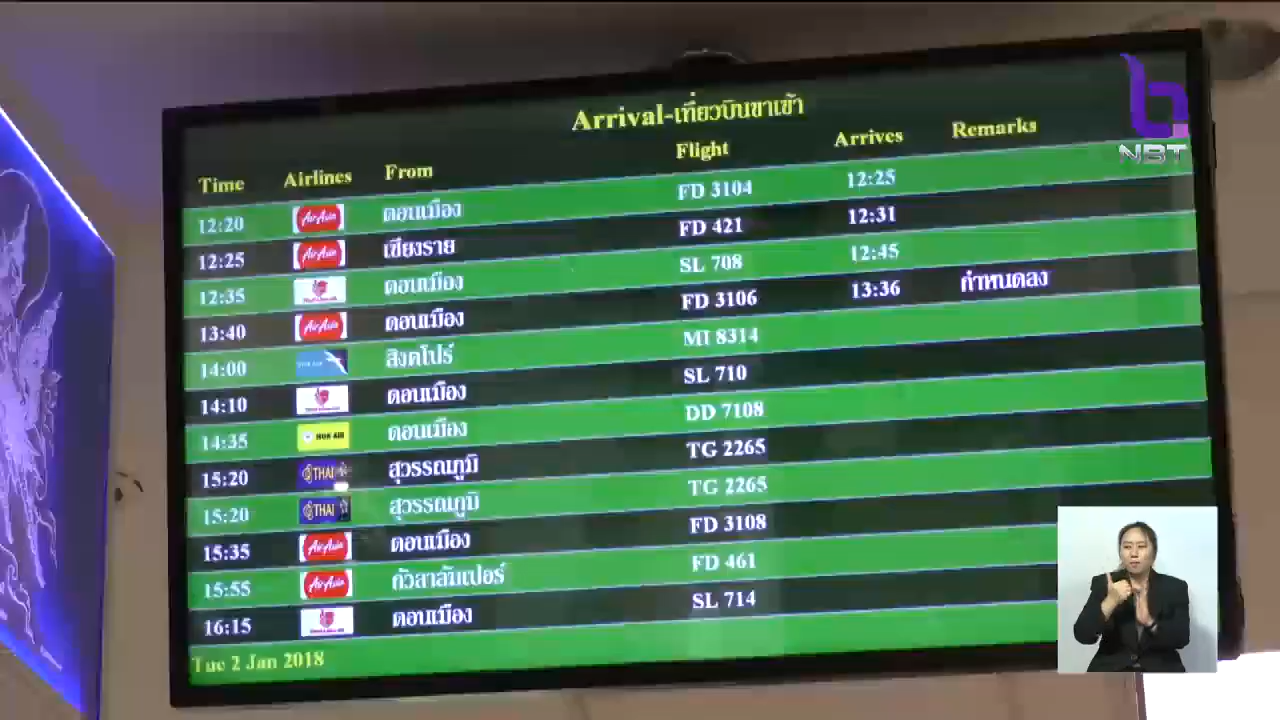 Arrival-เที่ยวบินขาเข้า
Time Airlines From Flight Arrives Remarks
12:20 AirAsia ดอนเมือง FD 3104 12:25
12:25 AirAsia เชียงราย FD 421 12:31
12:35 ดอนเมือง SL 708 12:45
13:40 AirAsia ดอนเมือง FD 3106 13:36 กำหนดลง
14:00 สิงคโปร์ MI 8314
14:10 ดอนเมือง SL 710
14:35 NOK AIR ดอนเมือง DD 7108
15:20 THAI สุวรรณภูมิ TG 2265
15:20 THAI สุวรรณภูมิ TG 2265
15:35 AirAsia ดอนเมือง FD 3108
15:55 AirAsia กัวลาลัมเปอร์ FD 461
16:15 ดอนเมือง SL 714
Tue 2 Jan 2018
NBT